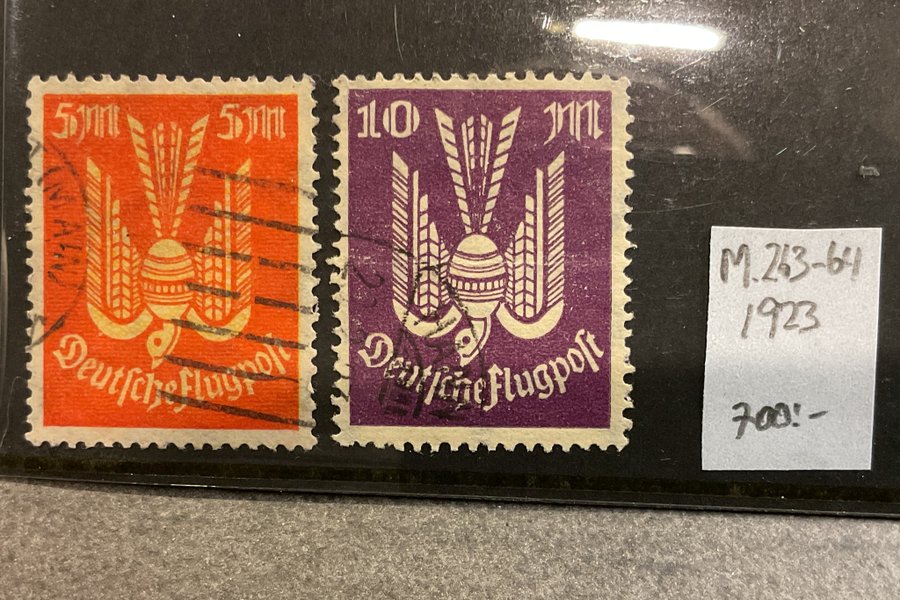 5 M 5 M
Deutſche Flugpoſt
10 M
Deutſche Flugpoſt
M. 263-64
1923
700:-